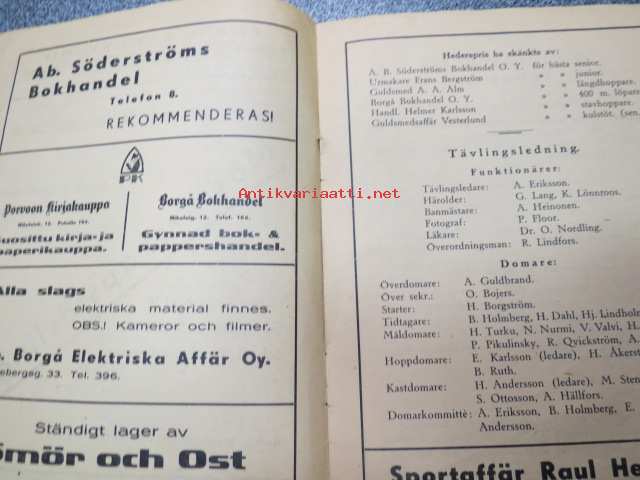 Ab. Söderströms
Bokhandel
Telefon 8.
REKOMMENDERAS!
PK
Porvoon Kirjakauppa
Borgå Bokhandel
Suosittu kirja- ja
paperikauppa.
Gynnad bok- &
pappershandel.
Alla slags
elektriska material finnes.
OBS.! Kameror och filmer.
Borgå Elektriska Affär Oy.
33. Tel. 396.
Ständigt lager av
och Ost
Antikvariaatti.net
Hederspris ha skänkts av:
A. B. Söderströms Bokhandel O. Y. för bästa senior.
Urmakare Erans Bergström „ „ junior.
Guldsmed A. A. Alm „ „ längdhoppare.
Borgå Bokhandel O. Y. „ „ 400 m. löpare
Handl. Helmer Karlsson „ „ stavhoppare.
Guldsmedsaffär Vesterlund „ „ kulstöt. (sen.
Tävlingsledning.
Funktionärer:
Tävlingsledare: A. Eriksson.
Härolder: G. Lang, K. Lönnroos.
Banmästare: A. Heinonen.
Fotograf: P. Floor.
Läkare: Dr. O. Nordling.
Överordningsman: R. Lindfors.
Domare:
Överdomare: A. Guldbrand.
Över sekr.: O. Bojers.
Starter: H. Borgström.
Tidtagare: B. Holmberg, H. Dahl, Hj. Lindholm
Måldomare: H. Turku, N. Nurmi, V. Valvi, H.
P. Pikulinsky, R. Qvickström, A.
Hoppdomare: E. Karlsson (ledare), H. Åkers
B. Ruth.
Kastdomare: H. Andersson (ledare), M. Sten
S. Ottosson, A. Hällfors.
Domarkommitté: A. Eriksson, B. Holmberg, E.
Andersson.
Sportaffär Raul He